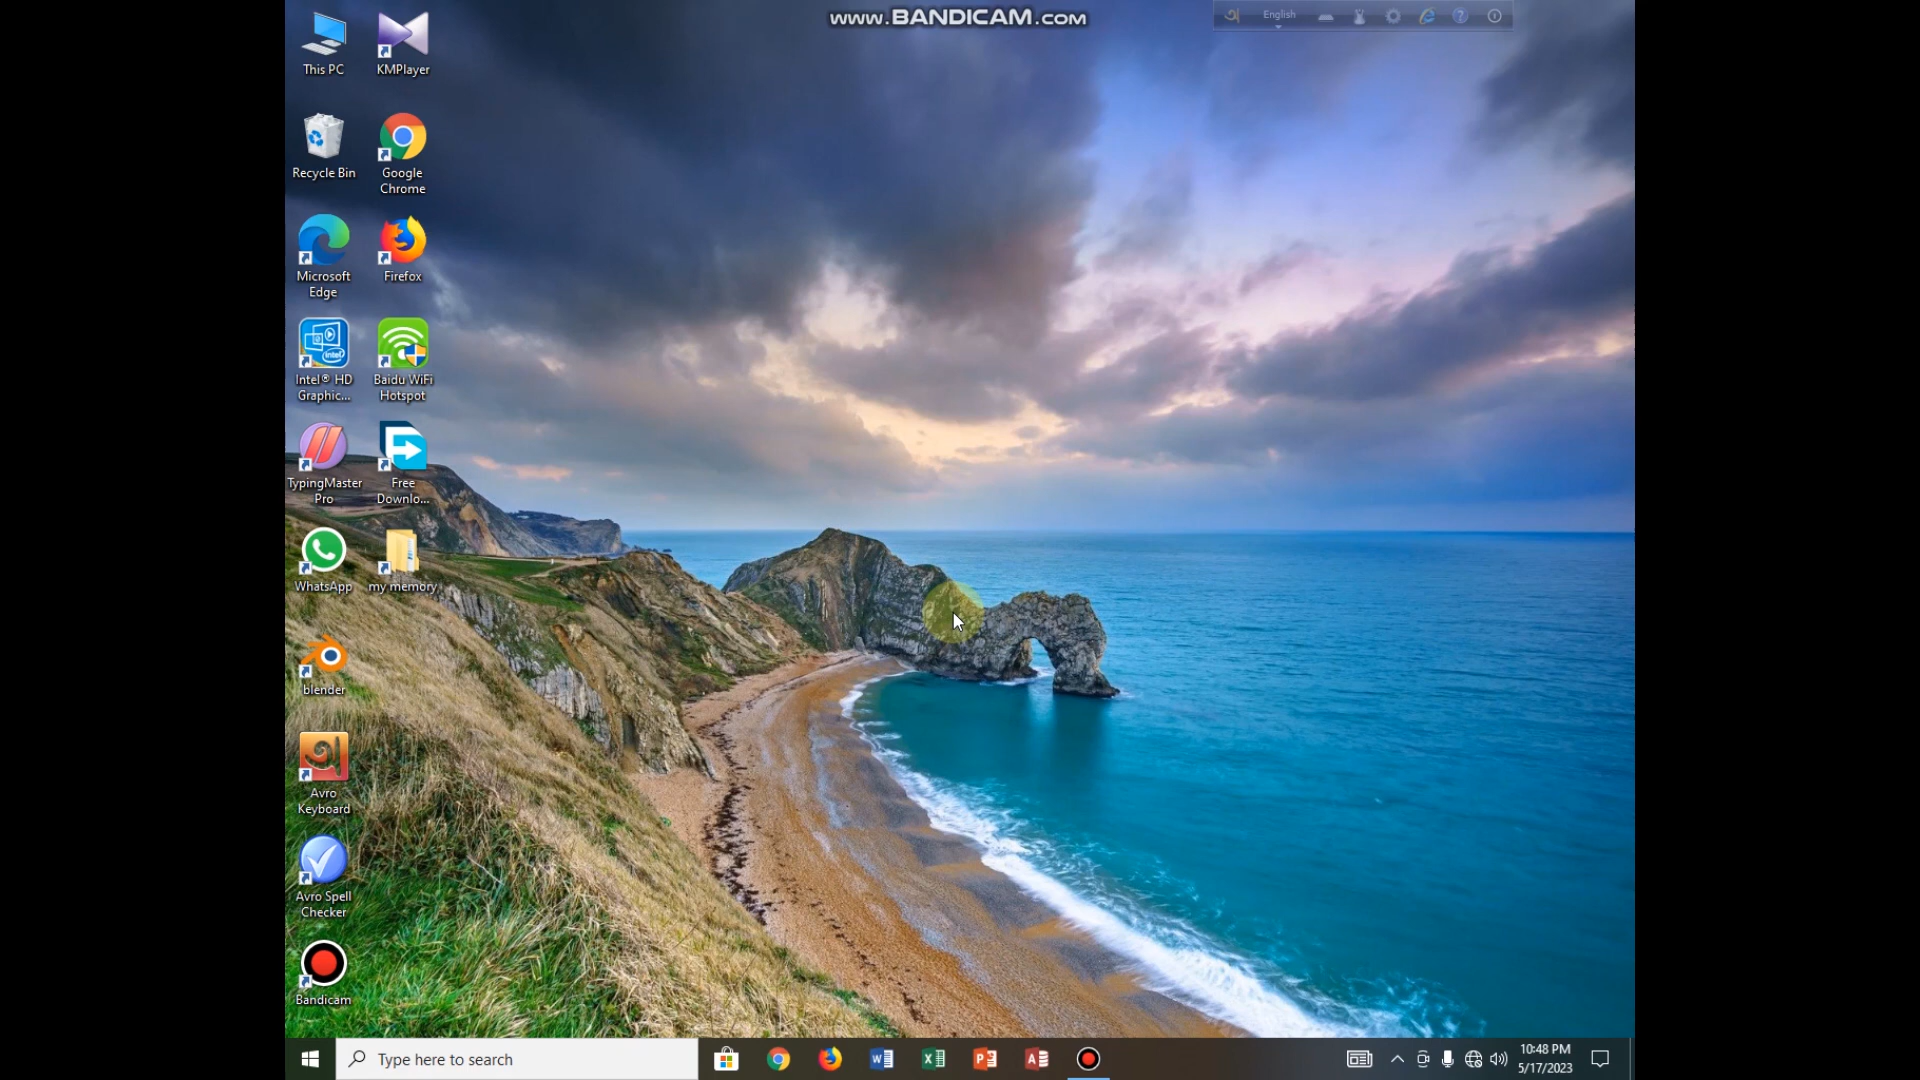 www.BANDICAM.com
English
This PC
KMPlayer
Recycle Bin
Google
Chrome
Microsoft
Edge
Firefox
Intel® HD
Graphic...
Baidu WiFi
Hotspot
TypingMaster
Pro
Free
Downlo...
WhatsApp
my memory
blender
Avro
Keyboard
Avro Spell
Checker
Bandicam
Type here to search
10:48 PM
5/17/2023